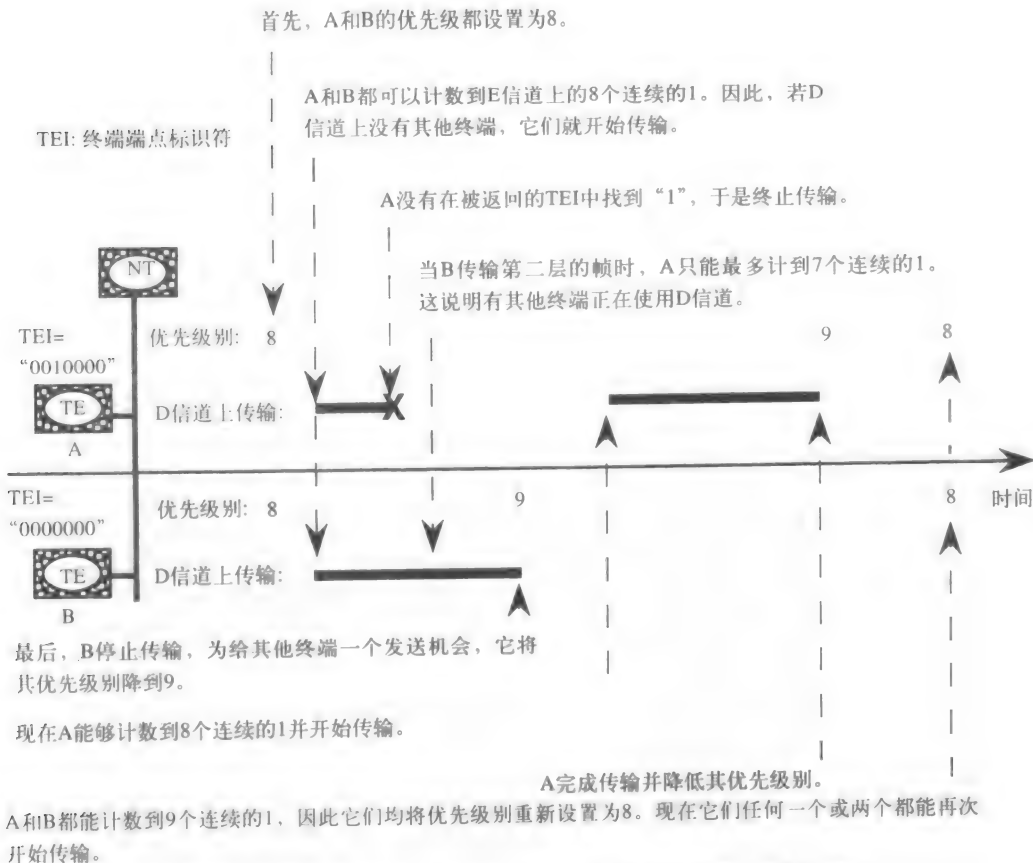 首先，A和B的优先级都设置为8。
A和B都可以计数到E信道上的8个连续的1。因此，若D
信道上没有其他终端，它们就开始传输。
TEI: 终端端点标识符
A没有在被返回的TEI中找到“1”，于是终止传输。
当B传输第二层的帧时，A只能最多计到7个连续的1。
这说明有其他终端正在使用D信道。
NT
TEI=
“0010000”
优先级别: 8
9
8
TE
A
D信道上传输:
X
TEI=
“0000000”
优先级别: 8
9
8
时间
TE
B
D信道上传输:
最后，B停止传输，为给其他终端一个发送机会，它将
其优先级别降到9。
现在A能够计数到8个连续的1并开始传输。
A完成传输并降低其优先级别。
A和B都能计数到9个连续的1，因此它们均将优先级别重新设置为8。现在它们任何一个或两个都能再次
开始传输。